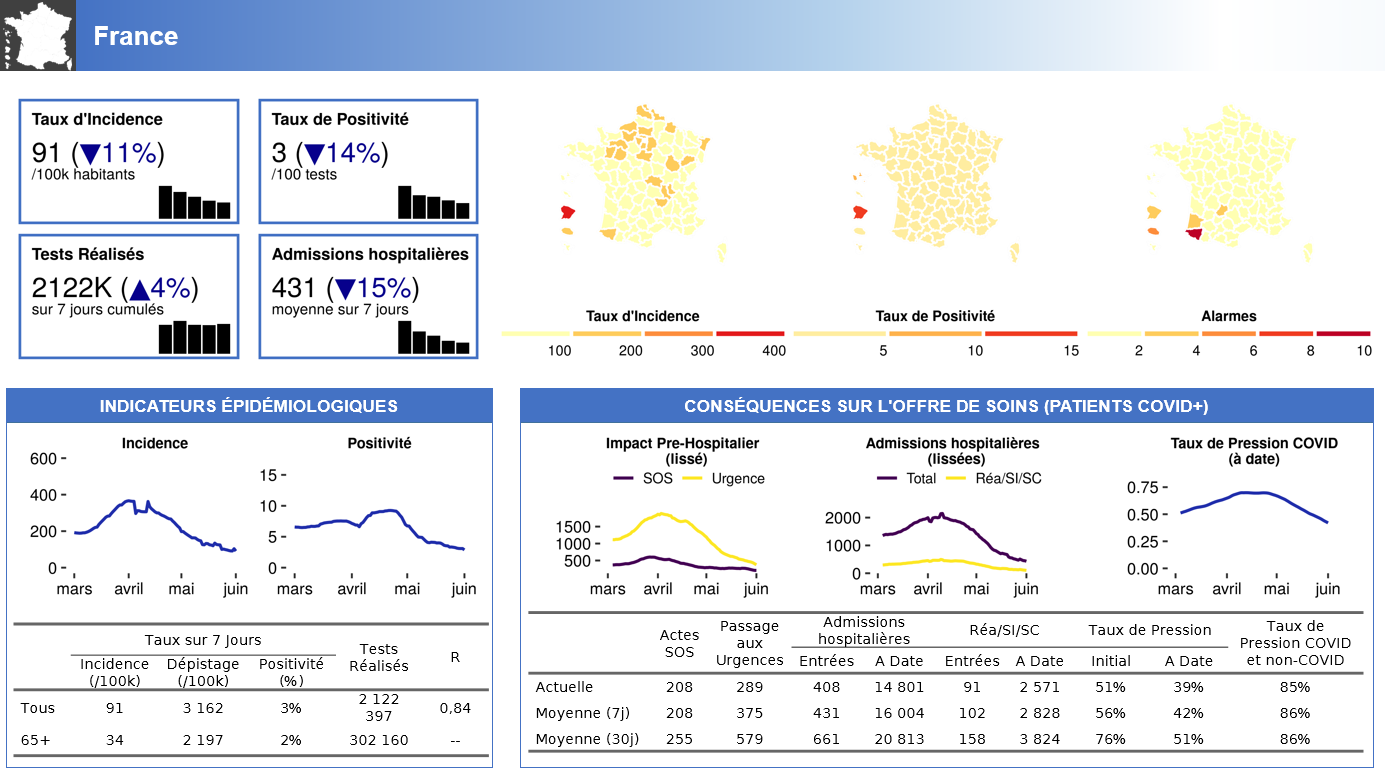 France
Taux d'Incidence
91 (▼11%)
/100k habitants
Taux de Positivité
3 (▼14%)
/100 tests
Tests Réalisés
2122K (▲4%)
sur 7 jours cumulés
Admissions hospitalières
431 (▼15%)
moyenne sur 7 jours
Taux d'Incidence
100 200 300 400
Taux de Positivité
5 10 15
Alarmes
2 4 6 8 10
INDICATEURS ÉPIDÉMIOLOGIQUES
Incidence
600
400
200
0
mars avril mai juin
Positivité
15
10
5
0
mars avril mai juin
Taux sur 7 Jours
Incidence
(/100k)
Dépistage
(/100k)
Positivité
(%)
Tests
Réalisés
R
Tous 91 3 162 3% 2 122
397 0,84
65+ 34 2 197 2% 302 160 --
CONSÉQUENCES SUR L'OFFRE DE SOINS (PATIENTS COVID+)
Impact Pre-Hospitalier
(lissé)
SOS Urgence
1500
1000
500
mars avril mai juin
Admissions hospitalières
(lissées)
Total Réa/SI/SC
2000
1000
0
mars avril mai juin
Taux de Pression COVID
(à date)
0.75
0.50
0.25
0.00
mars avril mai juin
Actes
SOS
Passage
aux
Urgences
Admissions
hospitalières
Entrées A Date
Réa/SI/SC
Entrées A Date
Taux de Pression
Initial A Date
Taux de
Pression COVID
et non-COVID
Actuelle 208 289 408 14 801 91 2 571 51% 39% 85%
Moyenne (7j) 208 375 431 16 004 102 2 828 56% 42% 86%
Moyenne (30j) 255 579 661 20 813 158 3 824 76% 51% 86%